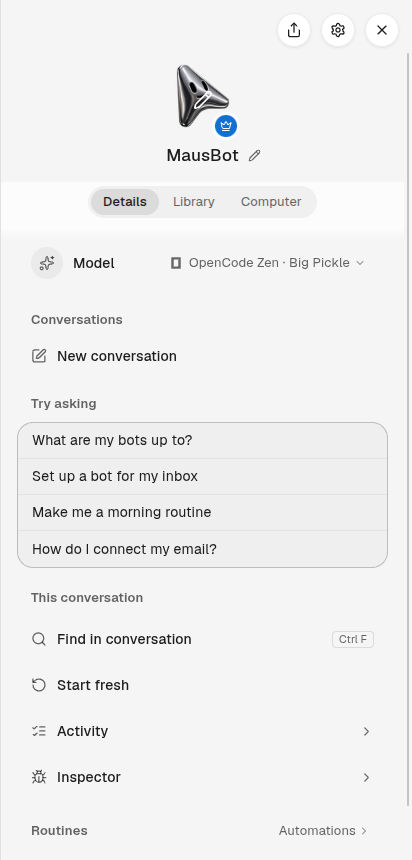 MausBot
Details Library Computer
Model OpenCode Zen · Big Pickle
Conversations
New conversation
Try asking
What are my bots up to?
Set up a bot for my inbox
Make me a morning routine
How do I connect my email?
This conversation
Find in conversation Ctrl F
Start fresh
Activity
Inspector
Routines Automations